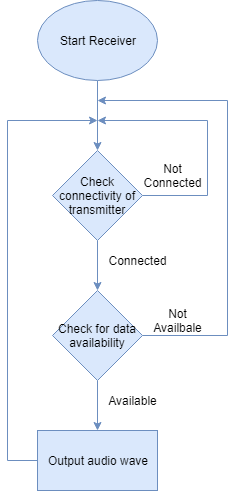 Start Receiver
Not
Connected
Check
connectivity of
transmitter
Connected
Not
Availbale
Check for data
availability
Available
Output audio wave